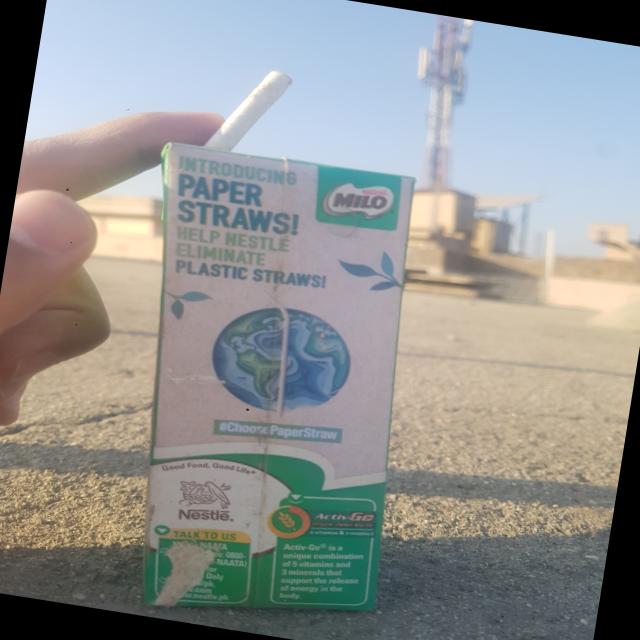 INTRODUCING
PAPER
STRAWS!
HELP NESTLÉ
ELIMINATE
PLASTIC STRAWS!
MILO
#ChoosePaperStraw
Good Food, Good Life
Nestlé
TALK TO US
ACTIV-GO
Activ-Go® is a
unique combination
of 5 vitamins and
3 minerals that
support the release
of energy in the
body.